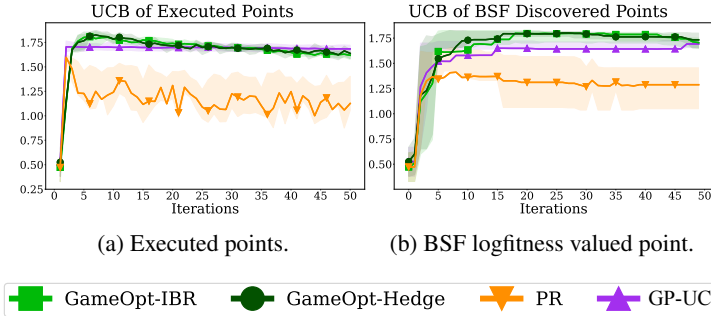 UCB of Executed Points
1.75
1.50
1.25
1.00
0.75
0.50
0.25
0 5 10 15 20 25 30 35 40 45 50
Iterations
(a) Executed points.
UCB of BSF Discovered Points
1.75
1.50
1.25
1.00
0.75
0.50
0 5 10 15 20 25 30 35 40 45 50
Iterations
(b) BSF logfitness valued point.
GameOpt-IBR GameOpt-Hedge PR GP-UC